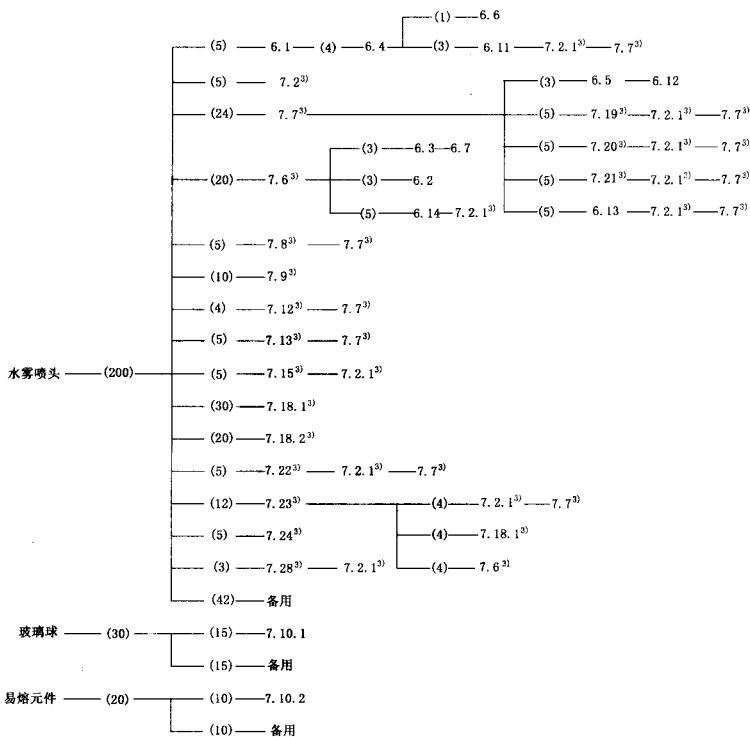 (1) 6.6
(5) 6.1 (4) 6.4 (3) 6.11 7.2.1³⁾ 7.7³⁾
(5) 7.2³⁾ (3) 6.5 6.12
(24) 7.7³⁾ (5) 7.19³⁾ 7.2.1³⁾ 7.7³⁾
(3) 6.3 6.7 (5) 7.20³⁾ 7.2.1³⁾ 7.7³⁾
(20) 7.6³⁾ (3) 6.2 (5) 7.21³⁾ 7.2.1³⁾ 7.7³⁾
(5) 6.14 7.2.1³⁾ (5) 6.13 7.2.1³⁾ 7.7³⁾
(5) 7.8³⁾ 7.7³⁾
(10) 7.9³⁾
(4) 7.12³⁾ 7.7³⁾
(5) 7.13³⁾ 7.7³⁾
水雾喷头 (200) (5) 7.15³⁾ 7.2.1³⁾
(30) 7.18.1³⁾
(20) 7.18.2³⁾
(5) 7.22³⁾ 7.2.1³⁾ 7.7³⁾
(12) 7.23³⁾ (4) 7.2.1³⁾ 7.7³⁾
(5) 7.24³⁾ (4) 7.18.1³⁾
(3) 7.28³⁾ 7.2.1³⁾ (4) 7.6³⁾
(42) 备用
玻璃球 (30) (15) 7.10.1
(15) 备用
易熔元件 (20) (10) 7.10.2
(10) 备用